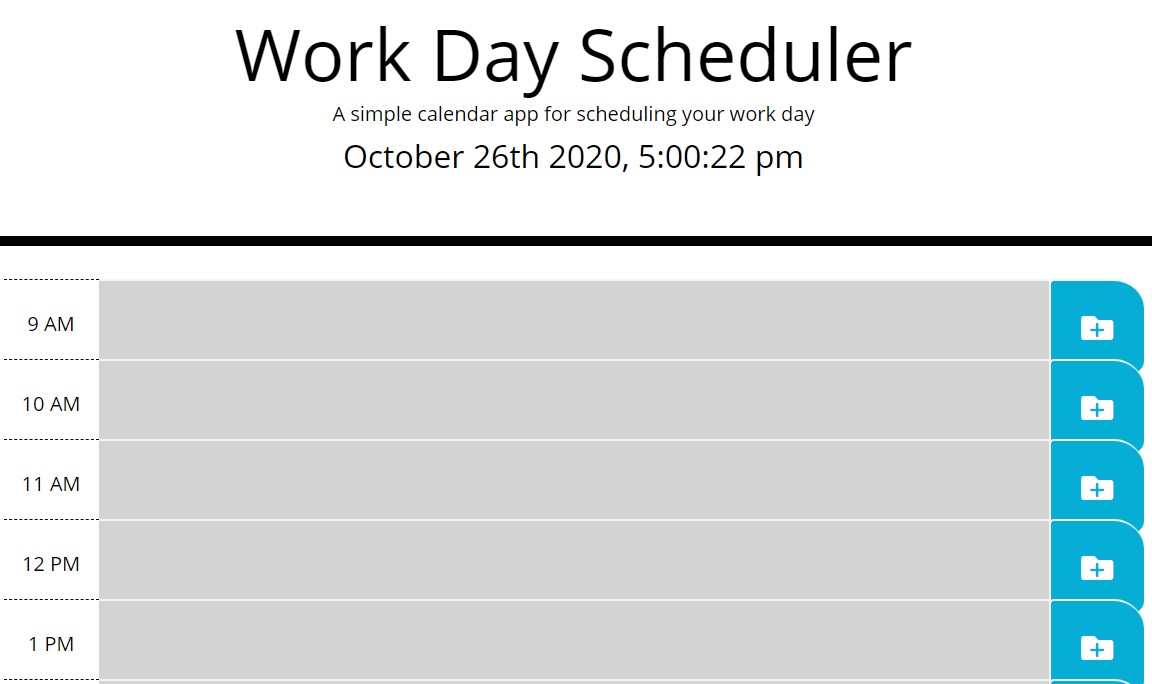 Work Day Scheduler
A simple calendar app for scheduling your work day
October 26th 2020, 5:00:22 pm
9 AM
10 AM
11 AM
12 PM
1 PM